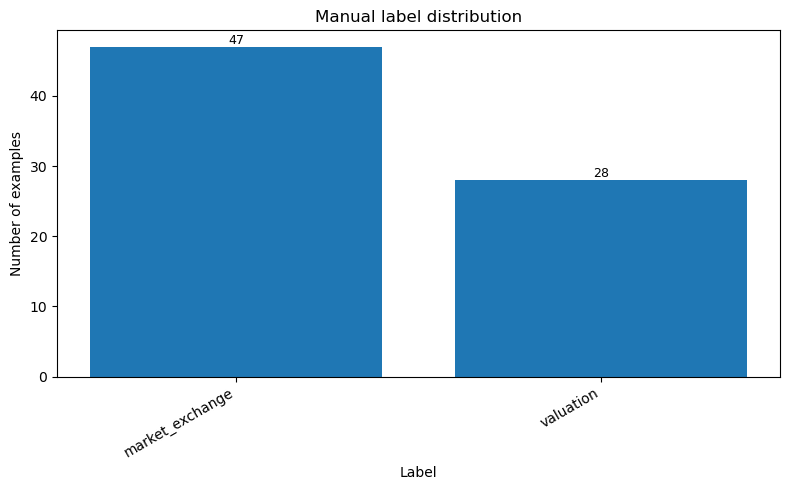 Manual label distribution
Number of examples
40
30
20
10
0
47
28
market_exchange
valuation
Label